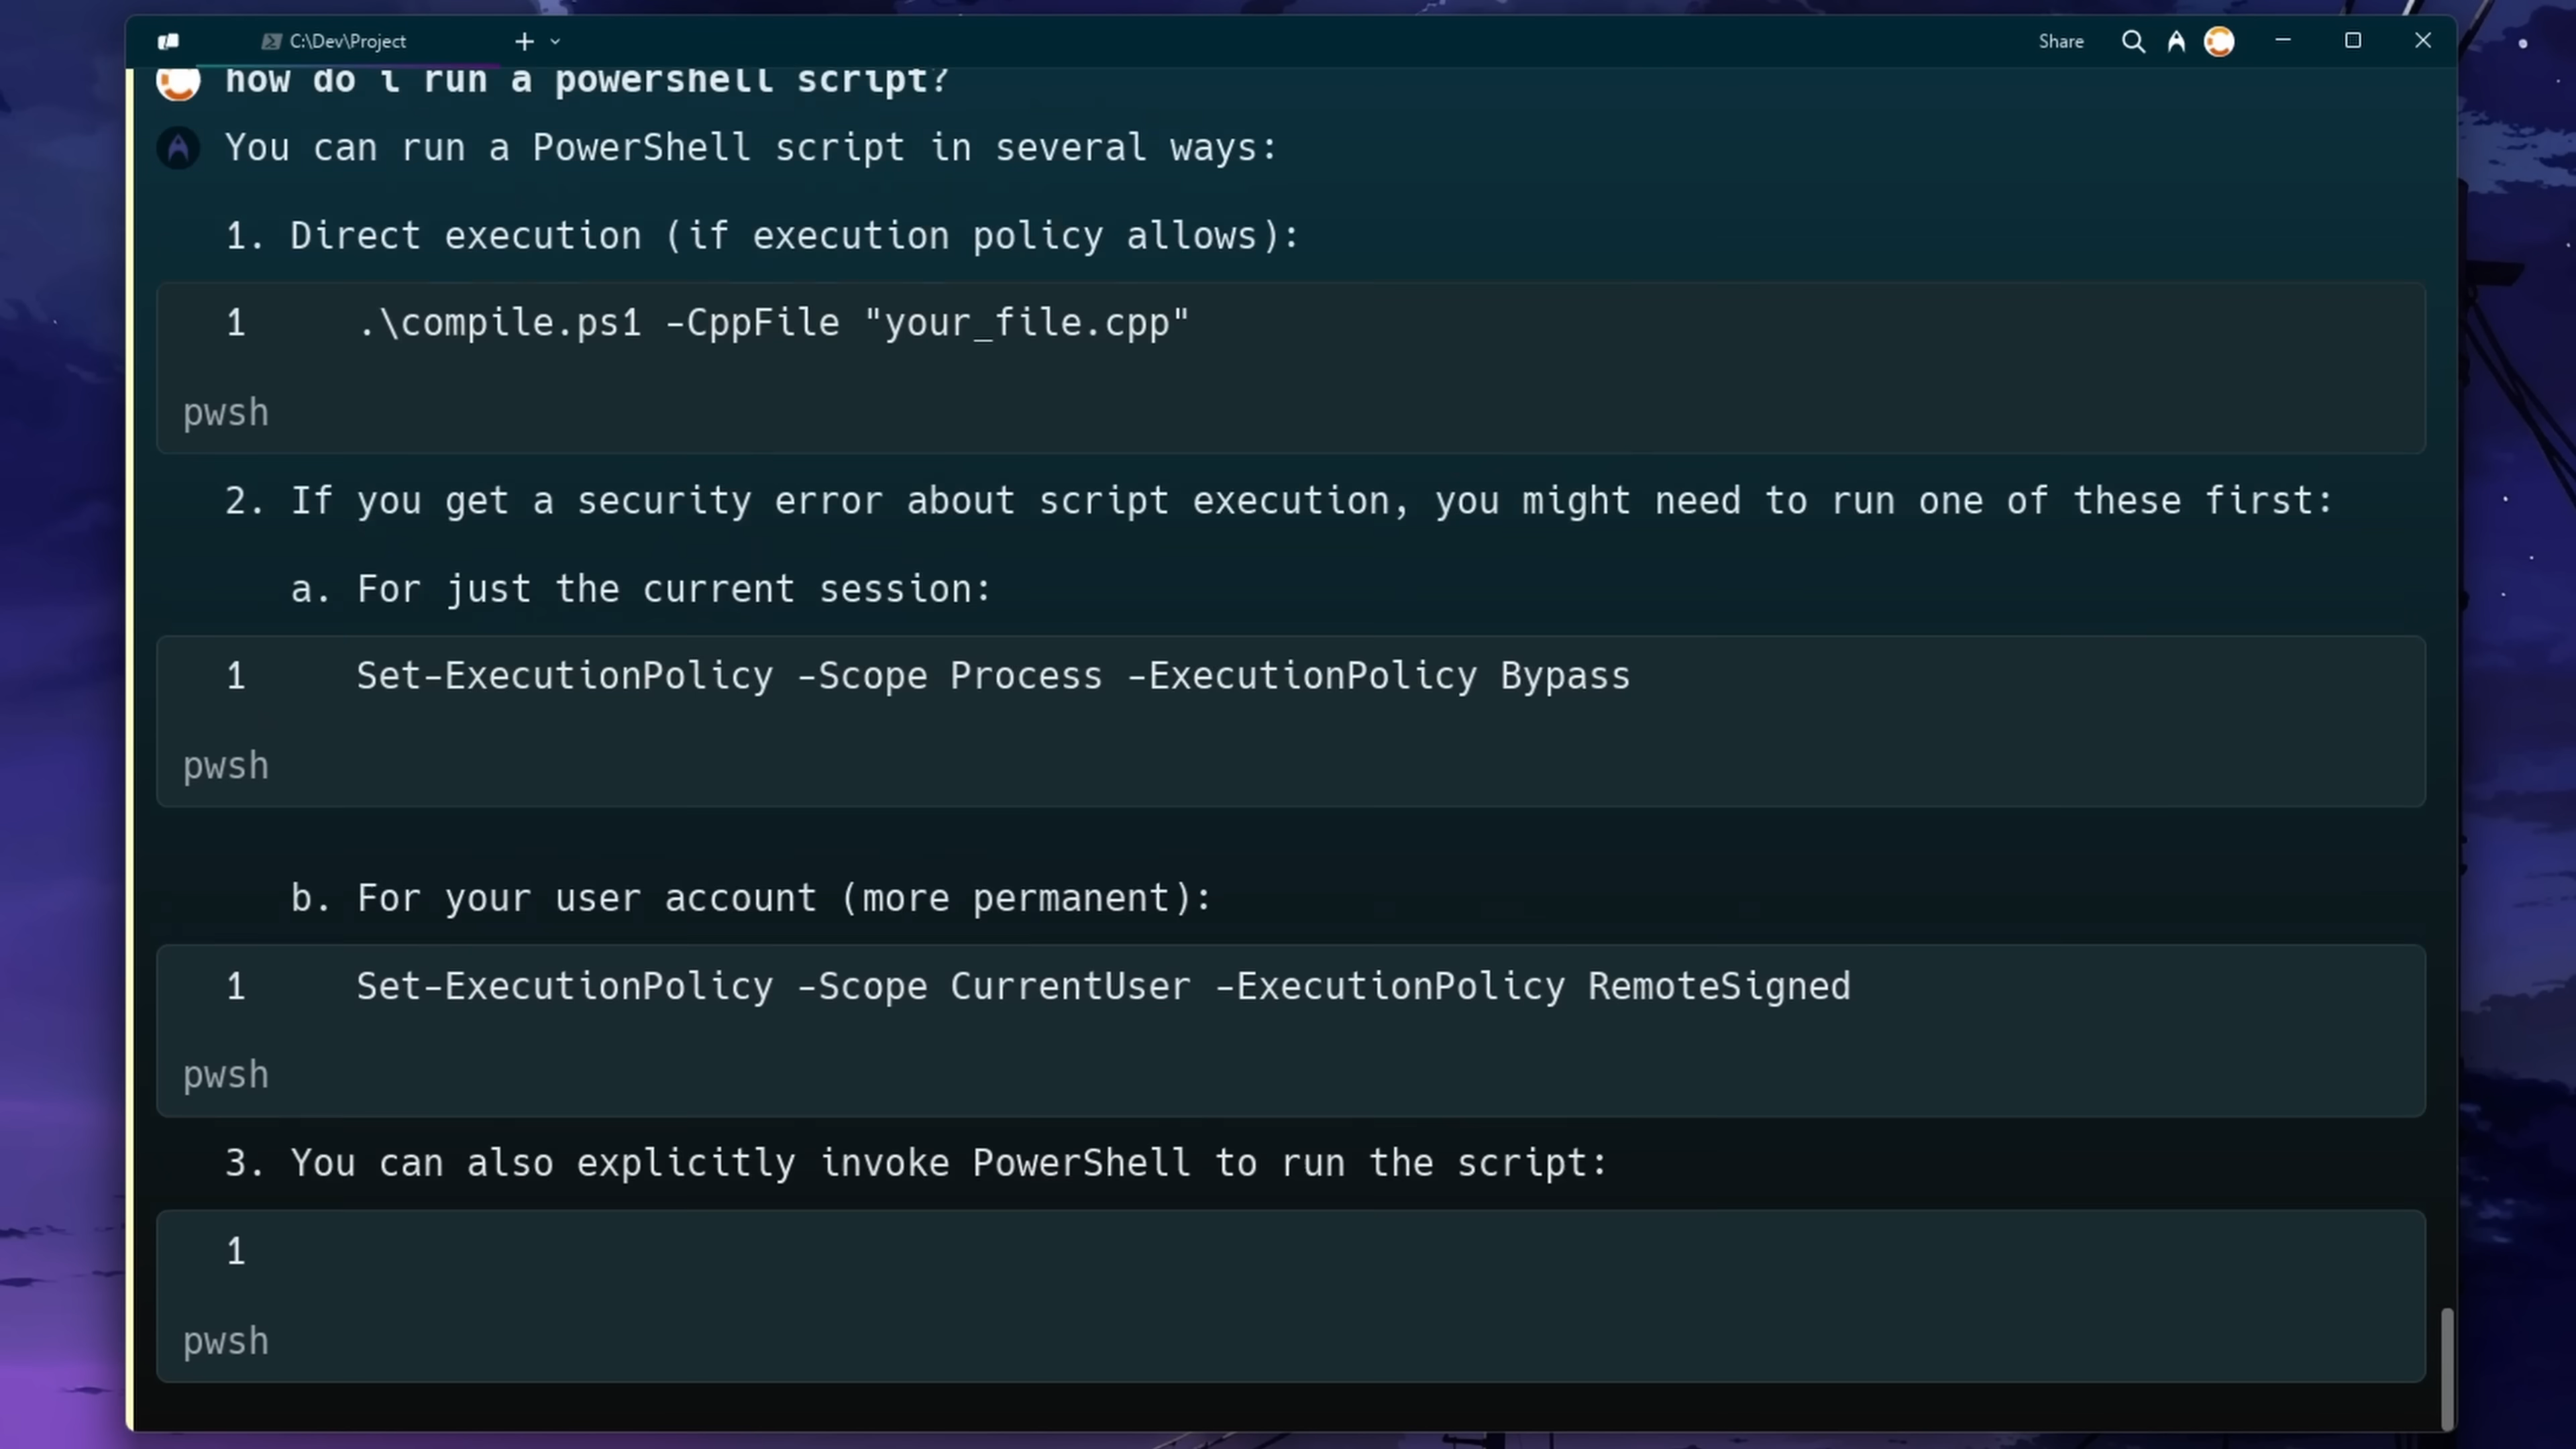 C:\Dev\Project
Share
how do i run a powershell script?
You can run a PowerShell script in several ways:
1. Direct execution (if execution policy allows):
1 .\compile.ps1 -CppFile "your_file.cpp"
pwsh
2. If you get a security error about script execution, you might need to run one of these first:
a. For just the current session:
1 Set-ExecutionPolicy -Scope Process -ExecutionPolicy Bypass
pwsh
b. For your user account (more permanent):
1 Set-ExecutionPolicy -Scope CurrentUser -ExecutionPolicy RemoteSigned
pwsh
3. You can also explicitly invoke PowerShell to run the script:
1
pwsh